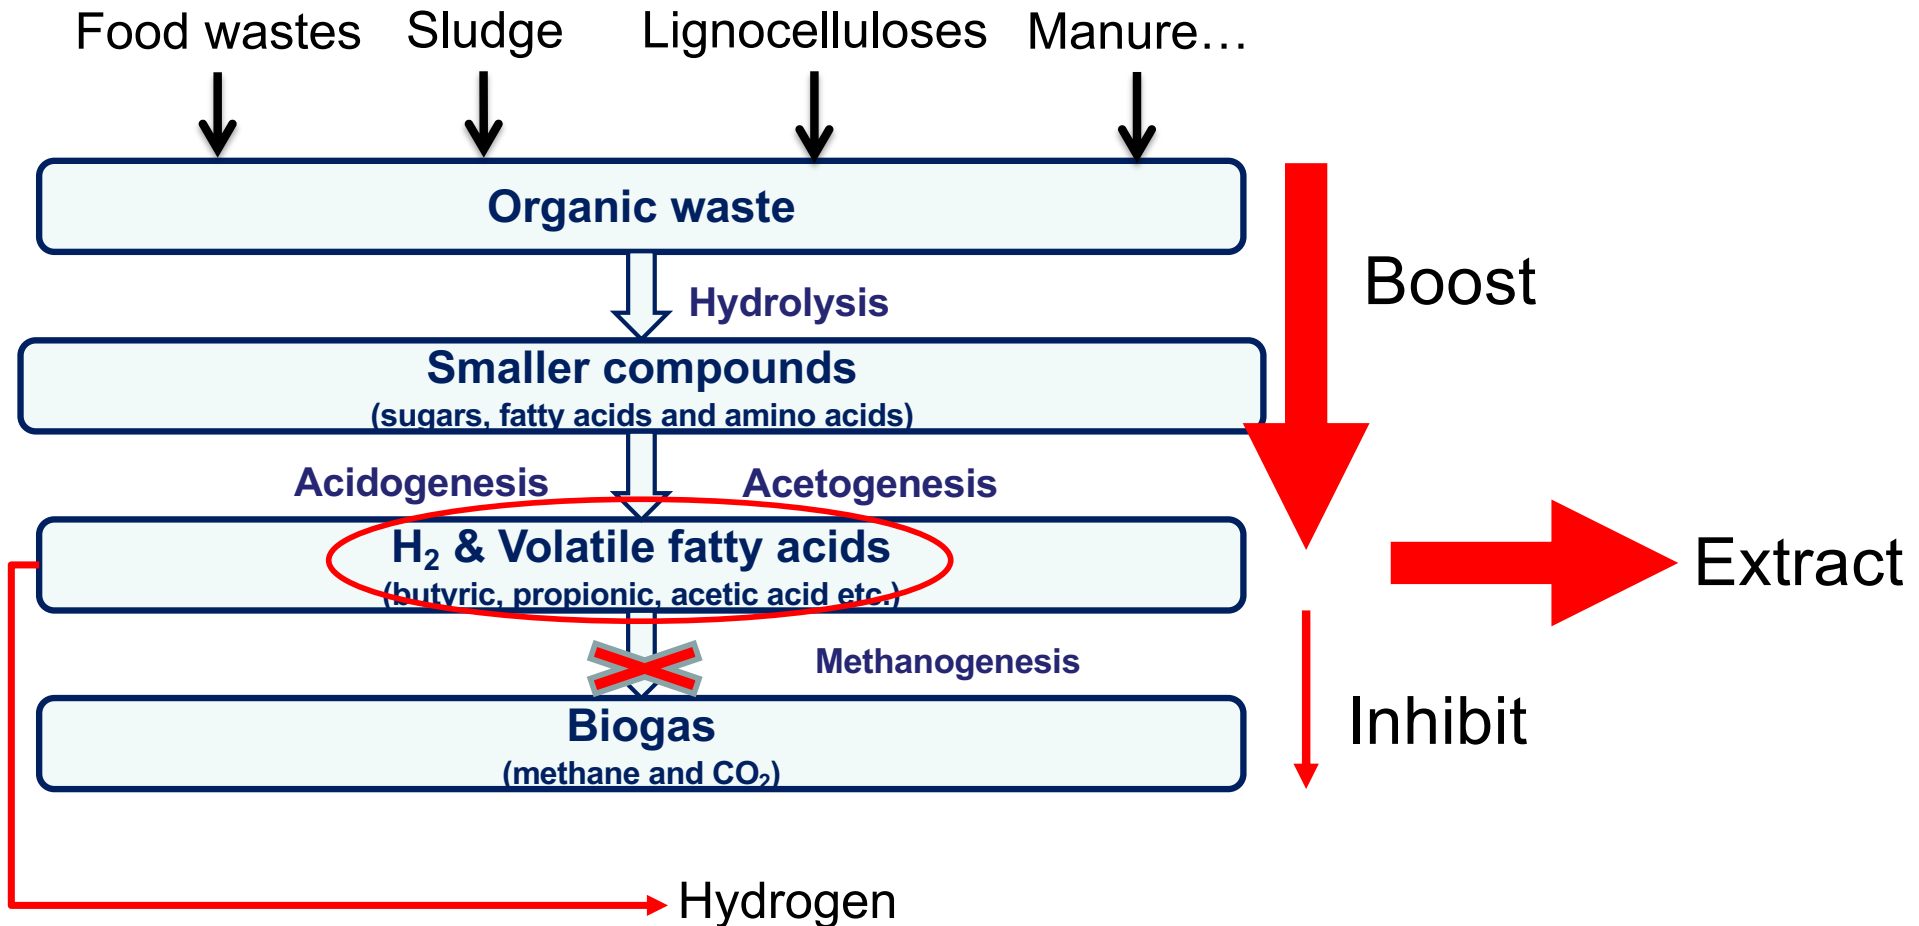 Food wastes Sludge Lignocelluloses Manure…
Organic waste
Boost
Hydrolysis
Smaller compounds
(sugars, fatty acids and amino acids)
Acidogenesis Acetogenesis
H₂ & Volatile fatty acids
(butyric, propionic, acetic acid etc.)
Extract
Methanogenesis
Inhibit
Biogas
(methane and CO₂)
Hydrogen